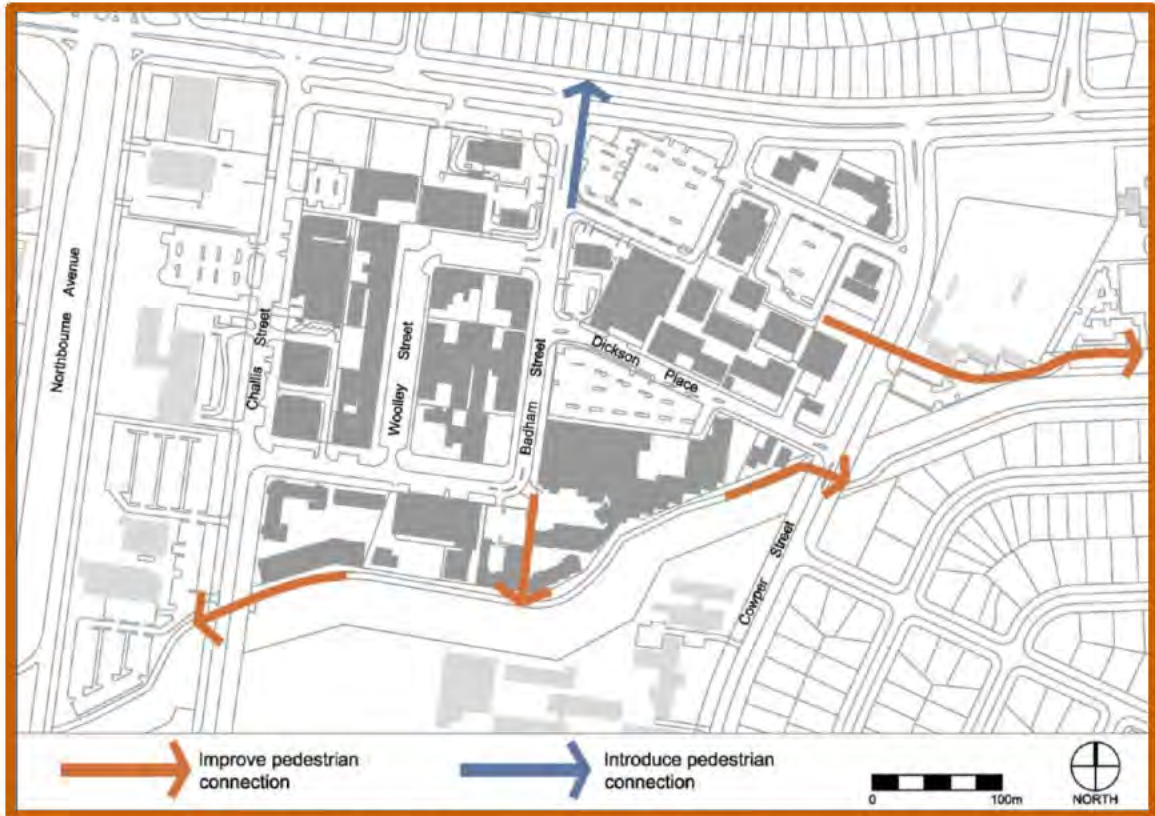 Northbourne Avenue
Challis Street
Woolley Street
Badham Street
Dickson Place
Cowper Street
Improve pedestrian
connection
Introduce pedestrian
connection
0 100m
NORTH